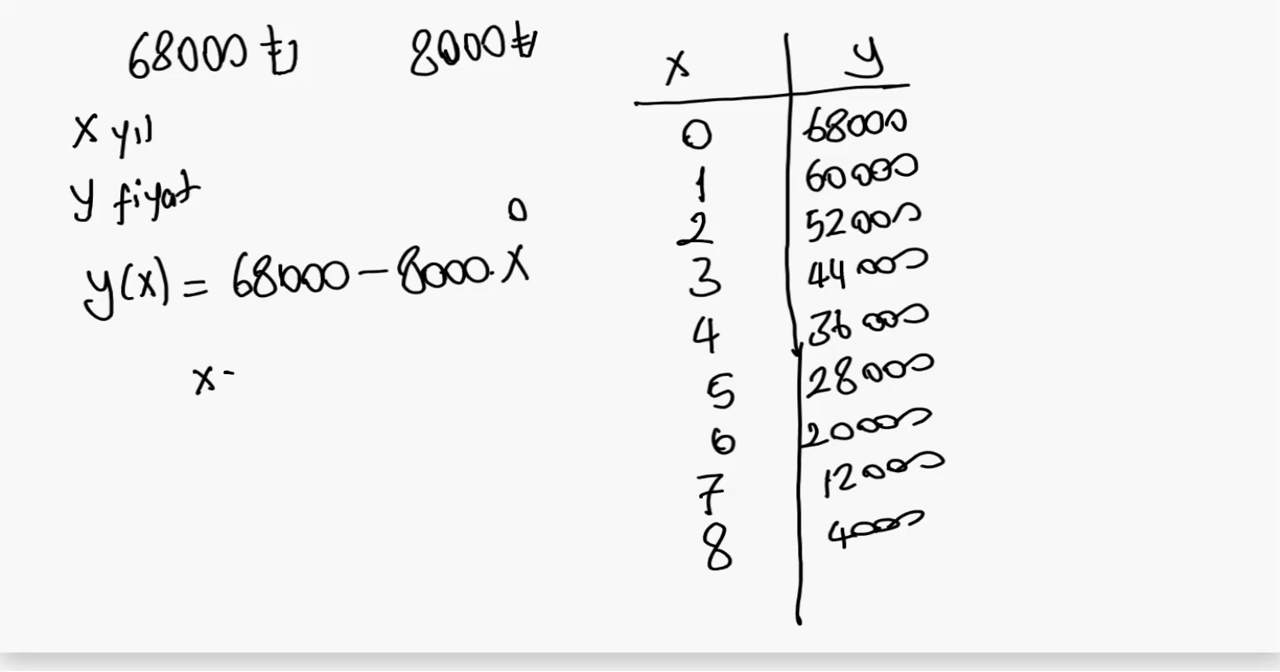 68000 ₺ 8000 ₺
x yıl
y fiyat
0
y(x) = 68000 - 8000.x
x -
x y
0 68000
1 60000
2 52000
3 44000
4 36000
5 28000
6 20000
7 12000
8 4000